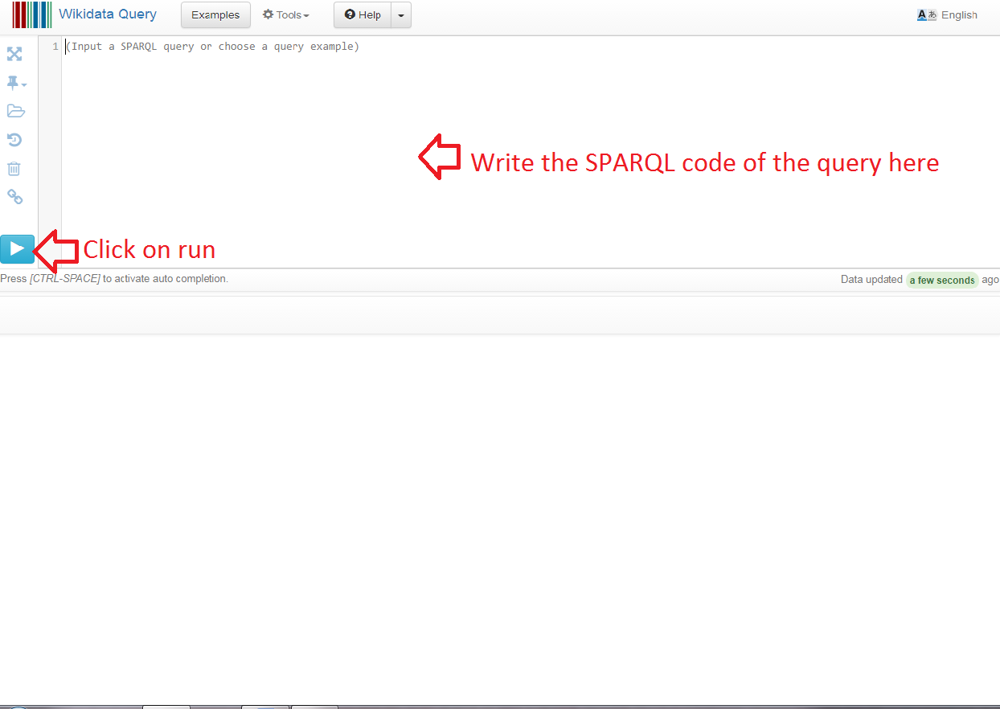 Wikidata Query Examples Tools Help English
1 (Input a SPARQL query or choose a query example)
Write the SPARQL code of the query here
Click on run
Press [CTRL-SPACE] to activate auto completion. Data updated a few seconds ago